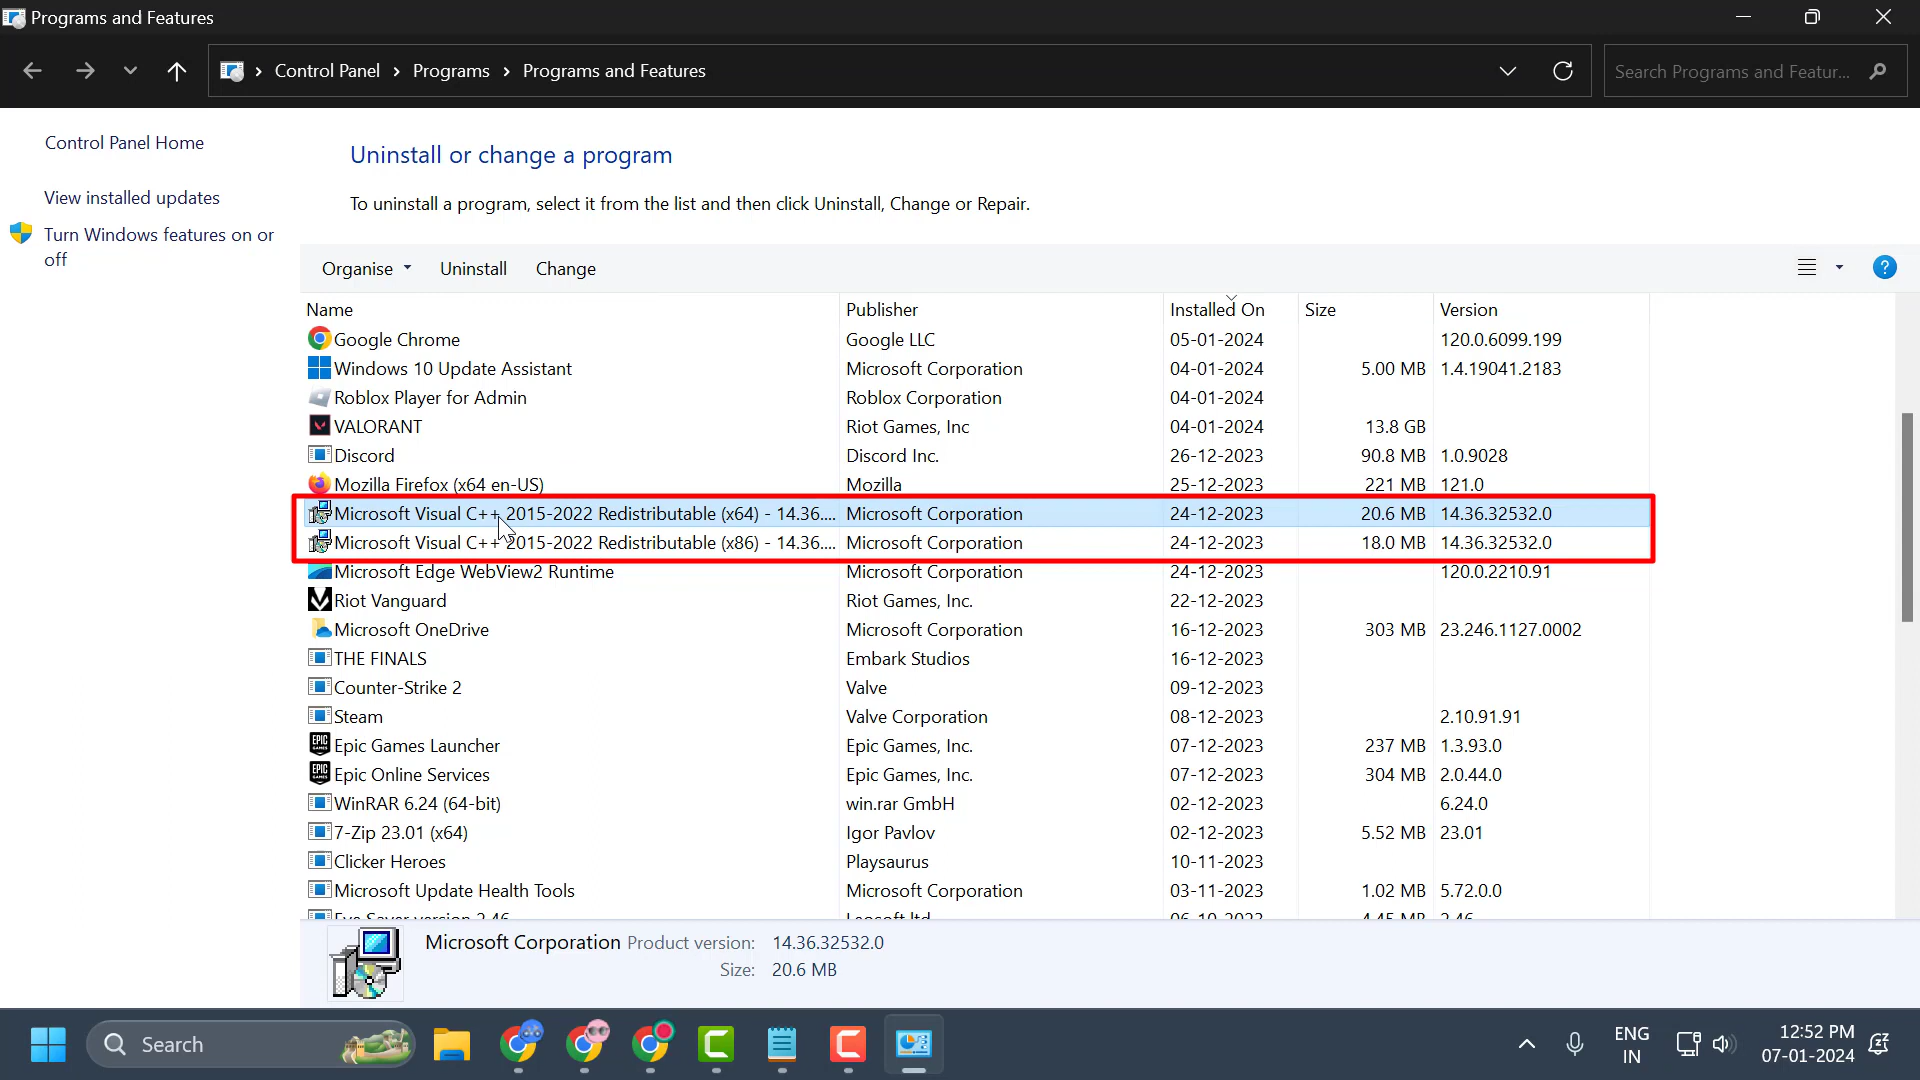 Programs and Features
Control Panel > Programs > Programs and Features
Search Programs and Featur...
Control Panel Home
View installed updates
Turn Windows features on or
off
Uninstall or change a program
To uninstall a program, select it from the list and then click Uninstall, Change or Repair.
Organise Uninstall Change
Name Publisher Installed On Size Version
Google Chrome Google LLC 05-01-2024 120.0.6099.199
Windows 10 Update Assistant Microsoft Corporation 04-01-2024 5.00 MB 1.4.19041.2183
Roblox Player for Admin Roblox Corporation 04-01-2024
VALORANT Riot Games, Inc 04-01-2024 13.8 GB
Discord Discord Inc. 26-12-2023 90.8 MB 1.0.9028
Mozilla Firefox (x64 en-US) Mozilla 25-12-2023 221 MB 121.0
Microsoft Visual C++ 2015-2022 Redistributable (x64) - 14.36.... Microsoft Corporation 24-12-2023 20.6 MB 14.36.32532.0
Microsoft Visual C++ 2015-2022 Redistributable (x86) - 14.36.... Microsoft Corporation 24-12-2023 18.0 MB 14.36.32532.0
Microsoft Edge WebView2 Runtime Microsoft Corporation 24-12-2023 120.0.2210.91
Riot Vanguard Riot Games, Inc. 22-12-2023
Microsoft OneDrive Microsoft Corporation 16-12-2023 303 MB 23.246.1127.0002
THE FINALS Embark Studios 16-12-2023
Counter-Strike 2 Valve 09-12-2023
Steam Valve Corporation 08-12-2023 2.10.91.91
Epic Games Launcher Epic Games, Inc. 07-12-2023 237 MB 1.3.93.0
Epic Online Services Epic Games, Inc. 07-12-2023 304 MB 2.0.44.0
WinRAR 6.24 (64-bit) win.rar GmbH 02-12-2023 6.24.0
7-Zip 23.01 (x64) Igor Pavlov 02-12-2023 5.52 MB 23.01
Clicker Heroes Playsaurus 10-11-2023
Microsoft Update Health Tools Microsoft Corporation 03-11-2023 1.02 MB 5.72.0.0
Microsoft Corporation Product version: 14.36.32532.0
Size: 20.6 MB
Search
ENG
IN
12:52 PM
07-01-2024